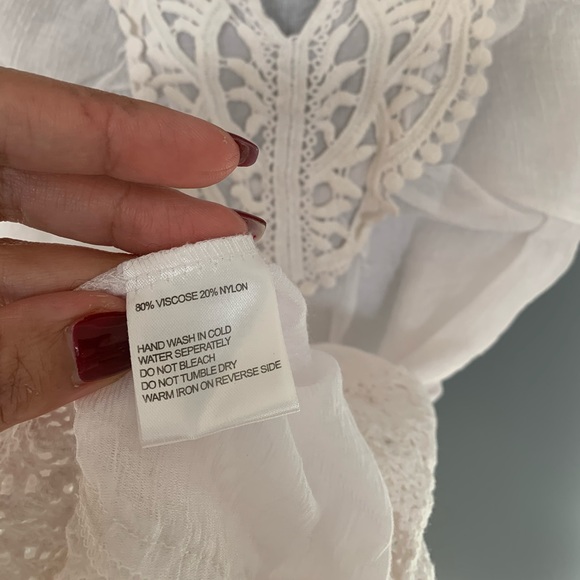 80% VISCOSE 20% NYLON
HAND WASH IN COLD
WATER SEPERATELY
DO NOT BLEACH
DO NOT TUMBLE DRY
WARM IRON ON REVERSE SIDE